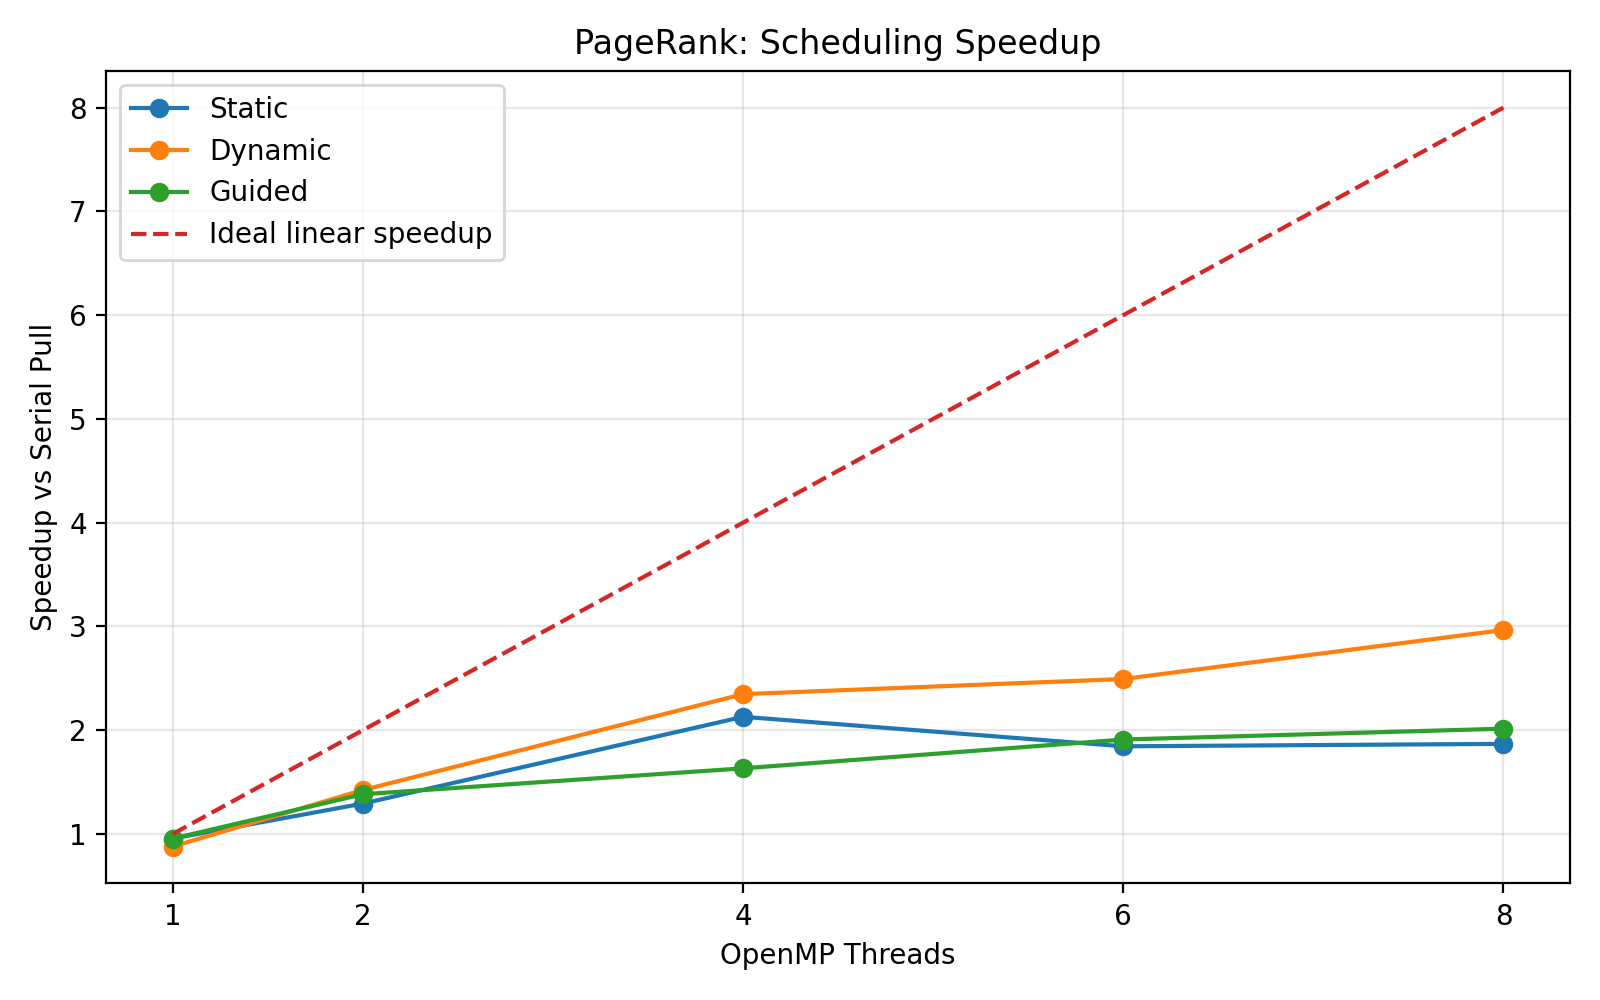 PageRank: Scheduling Speedup
Static
Dynamic
Guided
Ideal linear speedup
Speedup vs Serial Pull
8
7
6
5
4
3
2
1
1 2 4 6 8
OpenMP Threads